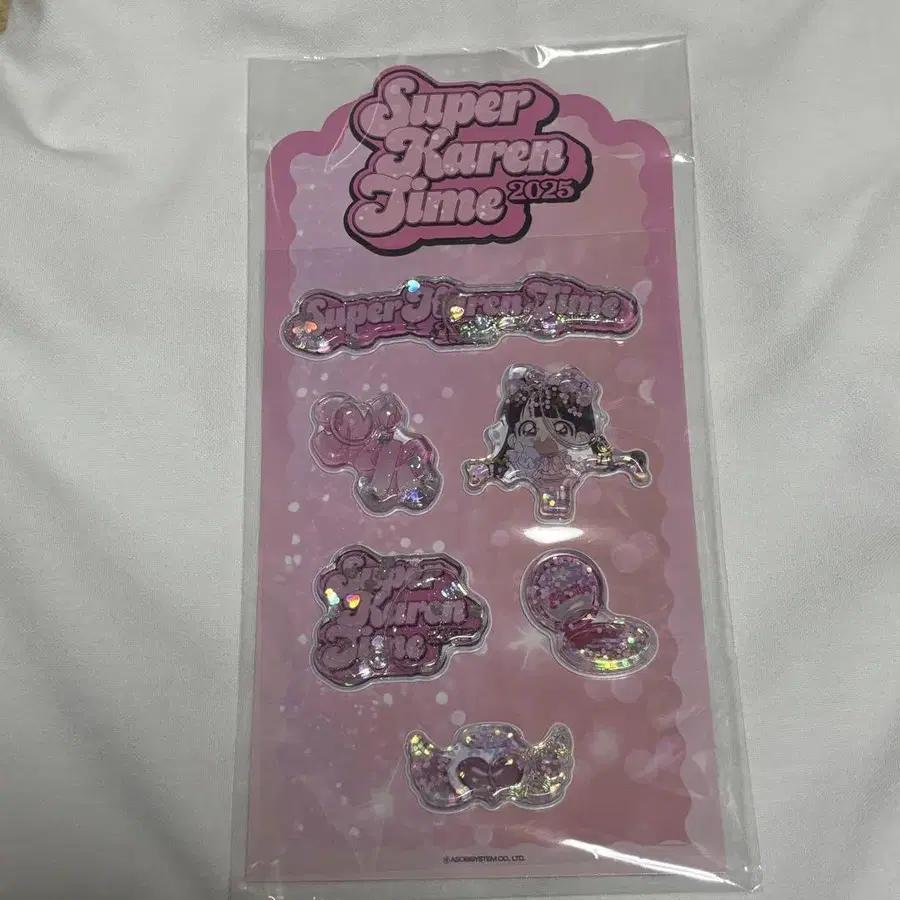 Super
Karen
Time 2025
Super Karen Time
Super
Karen
Time
© ASOBISYSTEM CO., LTD.